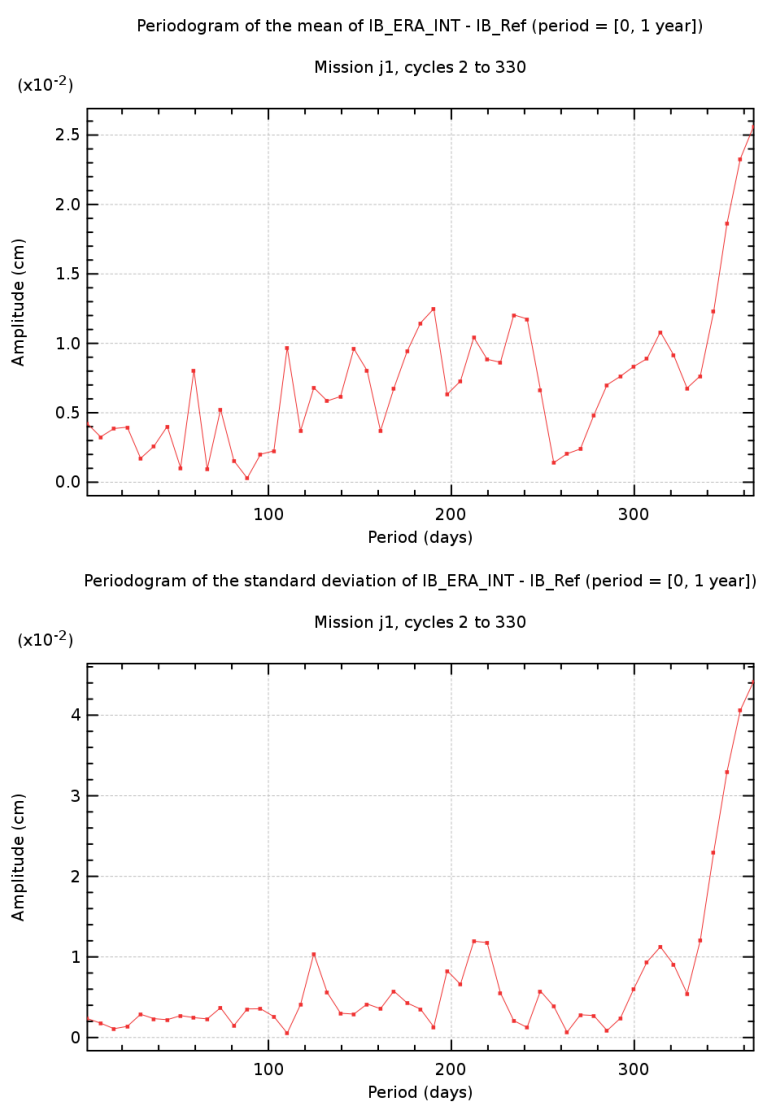 Periodogram of the mean of IB_ERA_INT - IB_Ref (period = [0, 1 year])
Mission j1, cycles 2 to 330
(x10-2)
2.5
2.0
1.5
1.0
0.5
0.0
Amplitude (cm)
100 200 300
Period (days)
Periodogram of the standard deviation of IB_ERA_INT - IB_Ref (period = [0, 1 year])
Mission j1, cycles 2 to 330
(x10-2)
4
3
2
1
0
Amplitude (cm)
100 200 300
Period (days)